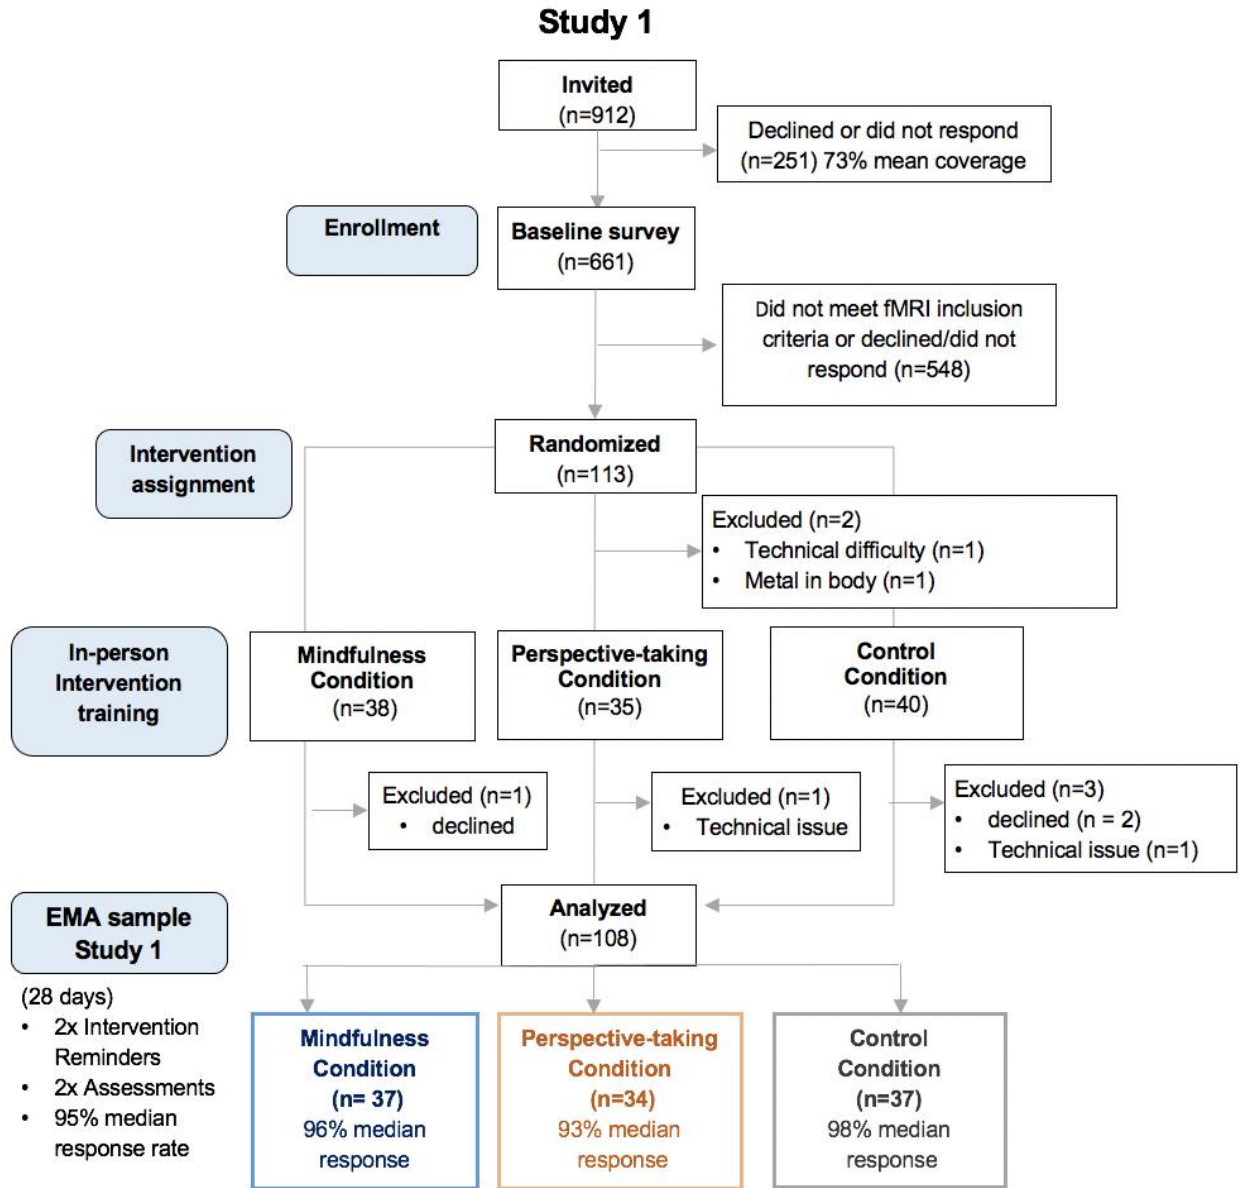 Study 1
Invited
(n=912)
Declined or did not respond
(n=251) 73% mean coverage
Enrollment
Baseline survey
(n=661)
Did not meet fMRI inclusion
criteria or declined/did not
respond (n=548)
Intervention
assignment
Randomized
(n=113)
Excluded (n=2)
• Technical difficulty (n=1)
• Metal in body (n=1)
In-person
Intervention
training
Mindfulness
Condition
(n=38)
Perspective-taking
Condition
(n=35)
Control
Condition
(n=40)
Excluded (n=1)
• declined
Excluded (n=1)
• Technical issue
Excluded (n=3)
• declined (n = 2)
• Technical issue (n=1)
EMA sample
Study 1
Analyzed
(n=108)
(28 days)
• 2x Intervention
Reminders
• 2x Assessments
• 95% median
response rate
Mindfulness
Condition
(n= 37)
96% median
response
Perspective-taking
Condition
(n=34)
93% median
response
Control
Condition
(n=37)
98% median
response